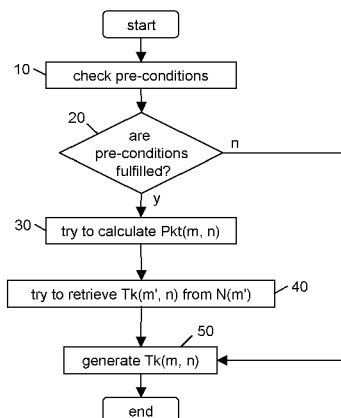 start
10
check pre-conditions
20
are
pre-conditions
fulfilled?
n
y
30
try to calculate Pkt(m, n)
try to retrieve Tk(m', n) from N(m')
40
50
generate Tk(m, n)
end